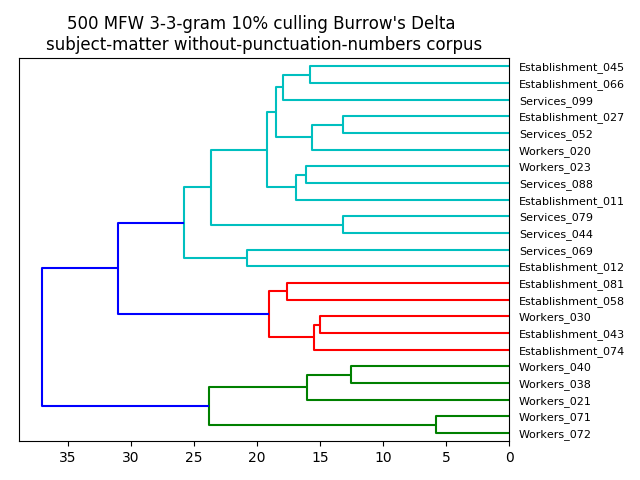 500 MFW 3-3-gram 10% culling Burrow's Delta
subject-matter without-punctuation-numbers corpus
Establishment_045
Establishment_066
Services_099
Establishment_027
Services_052
Workers_020
Workers_023
Services_088
Establishment_011
Services_079
Services_044
Services_069
Establishment_012
Establishment_081
Establishment_058
Workers_030
Establishment_043
Establishment_074
Workers_040
Workers_038
Workers_021
Workers_071
Workers_072
35 30 25 20 15 10 5 0